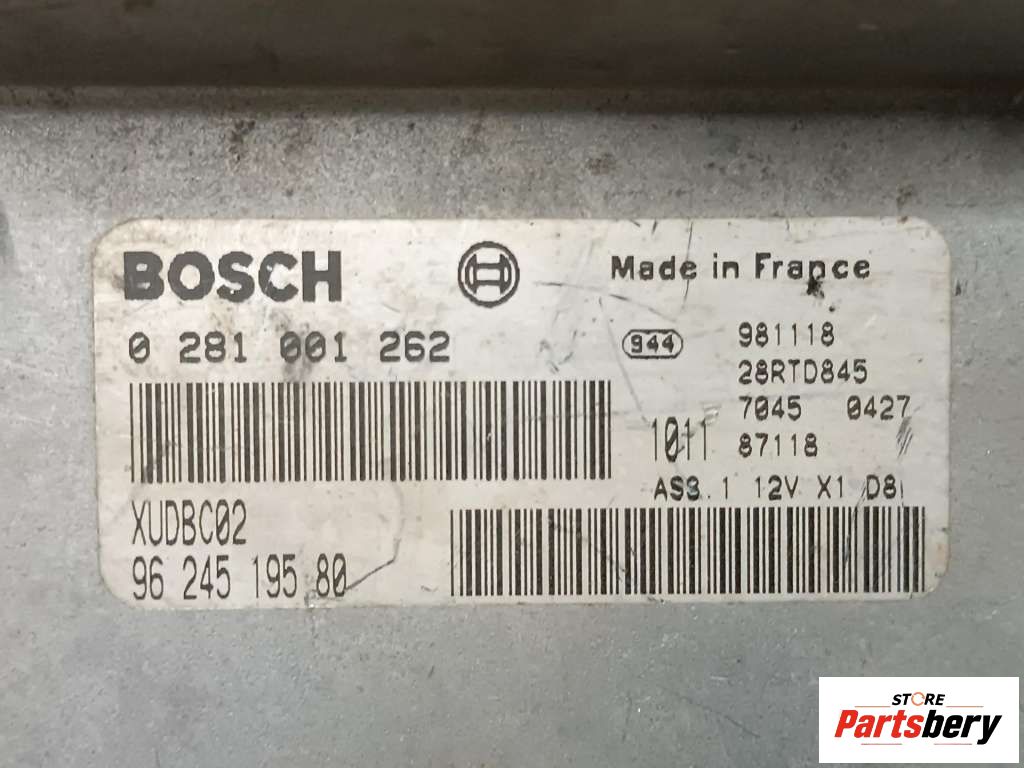 BOSCH
Made in France
0 281 001 262
944
981118
28RTD845
7045 0427
1011
87118
AS3.1 12V X1 D8
XUDBC02
96 245 195 80
STORE
Partsbery